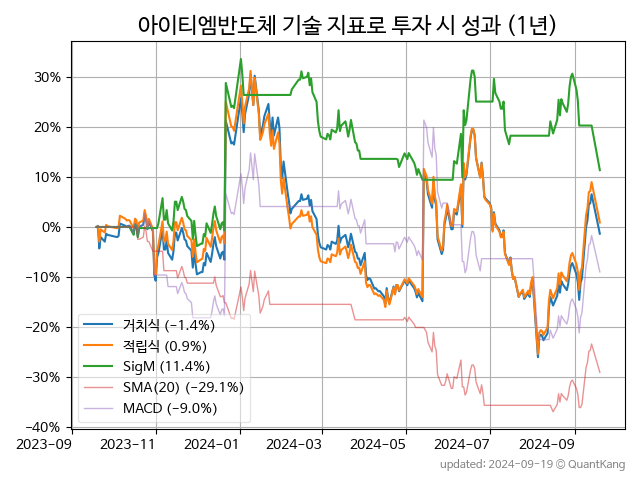 아이티엠반도체 기술 지표로 투자 시 성과 (1년)
30%
20%
10%
0%
−10%
−20%
−30%
−40%
거치식 (−1.4%)
적립식 (0.9%)
SigM (11.4%)
SMA(20) (−29.1%)
MACD (−9.0%)
2023-09 2023-11 2024-01 2024-03 2024-05 2024-07 2024-09
updated: 2024-09-19 © QuantKang